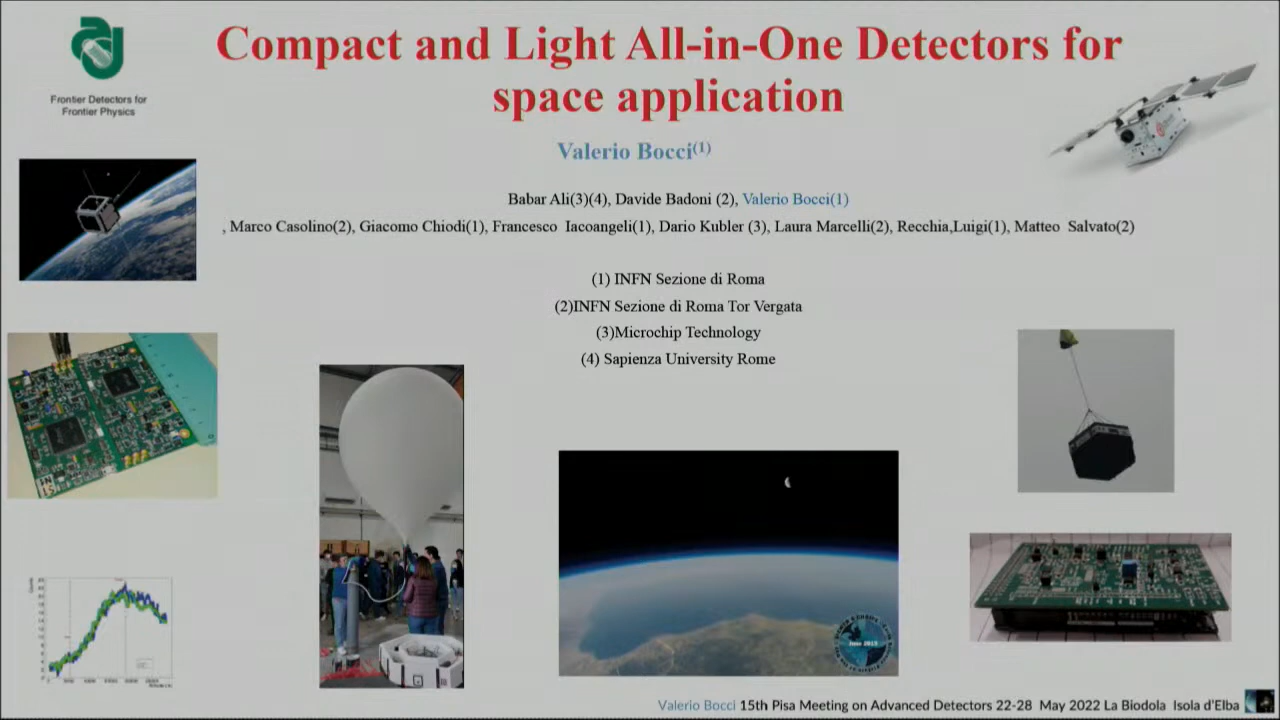 Compact and Light All-in-One Detectors for
space application
Frontier Detectors for
Frontier Physics
Valerio Bocci(1)
Babar Ali(3)(4), Davide Badoni (2), Valerio Bocci(1)
, Marco Casolino(2), Giacomo Chiodi(1), Francesco Iacoangeli(1), Dario Kubler (3), Laura Marcelli(2), Recchia,Luigi(1), Matteo Salvato(2)
(1) INFN Sezione di Roma
(2)INFN Sezione di Roma Tor Vergata
(3)Microchip Technology
(4) Sapienza University Rome
Valerio Bocci 15th Pisa Meeting on Advanced Detectors 22-28 May 2022 La Biodola Isola d'Elba